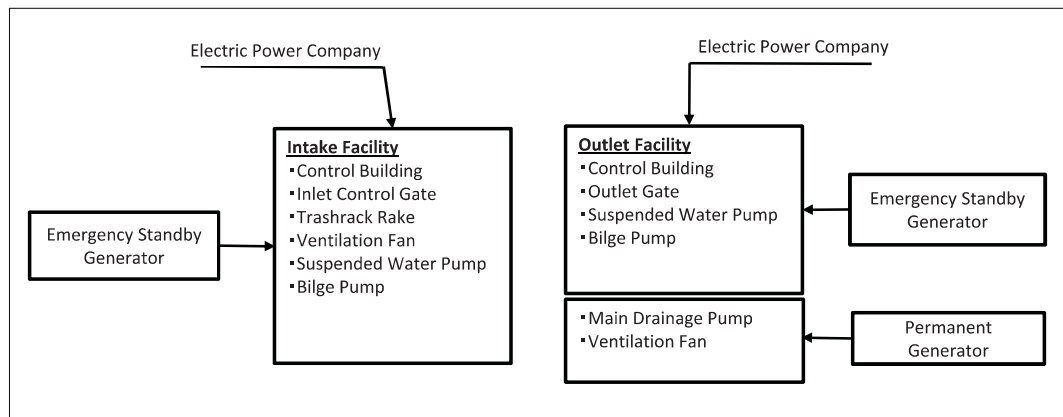 Electric Power Company
Intake Facility
▪Control Building
▪Inlet Control Gate
▪Trashrack Rake
▪Ventilation Fan
▪Suspended Water Pump
▪Bilge Pump
Emergency Standby
Generator
Electric Power Company
Outlet Facility
▪Control Building
▪Outlet Gate
▪Suspended Water Pump
▪Bilge Pump
Emergency Standby
Generator
▪Main Drainage Pump
▪Ventilation Fan
Permanent
Generator